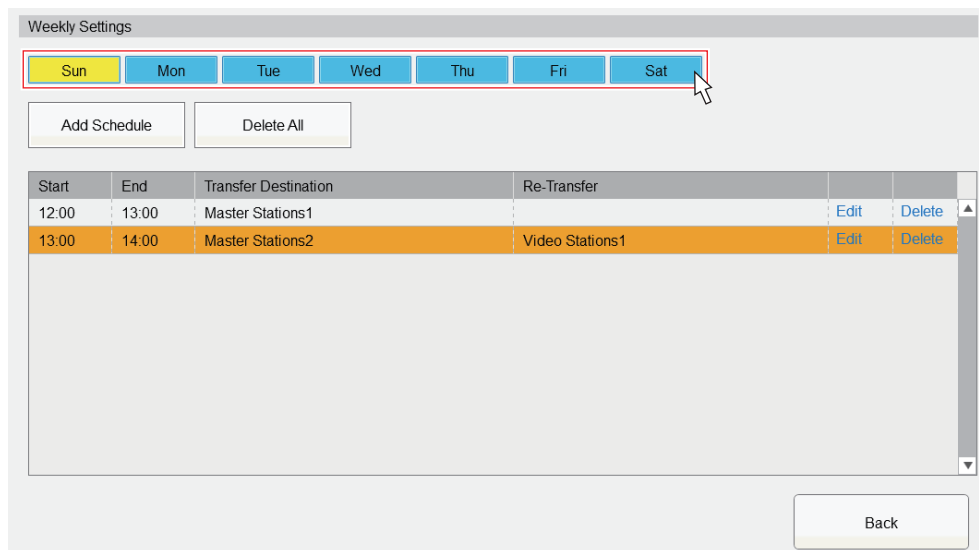 Weekly Settings
Sun Mon Tue Wed Thu Fri Sat
Add Schedule Delete All
Start End Transfer Destination Re-Transfer
12:00 13:00 Master Stations1 Edit Delete
13:00 14:00 Master Stations2 Video Stations1 Edit Delete
Back